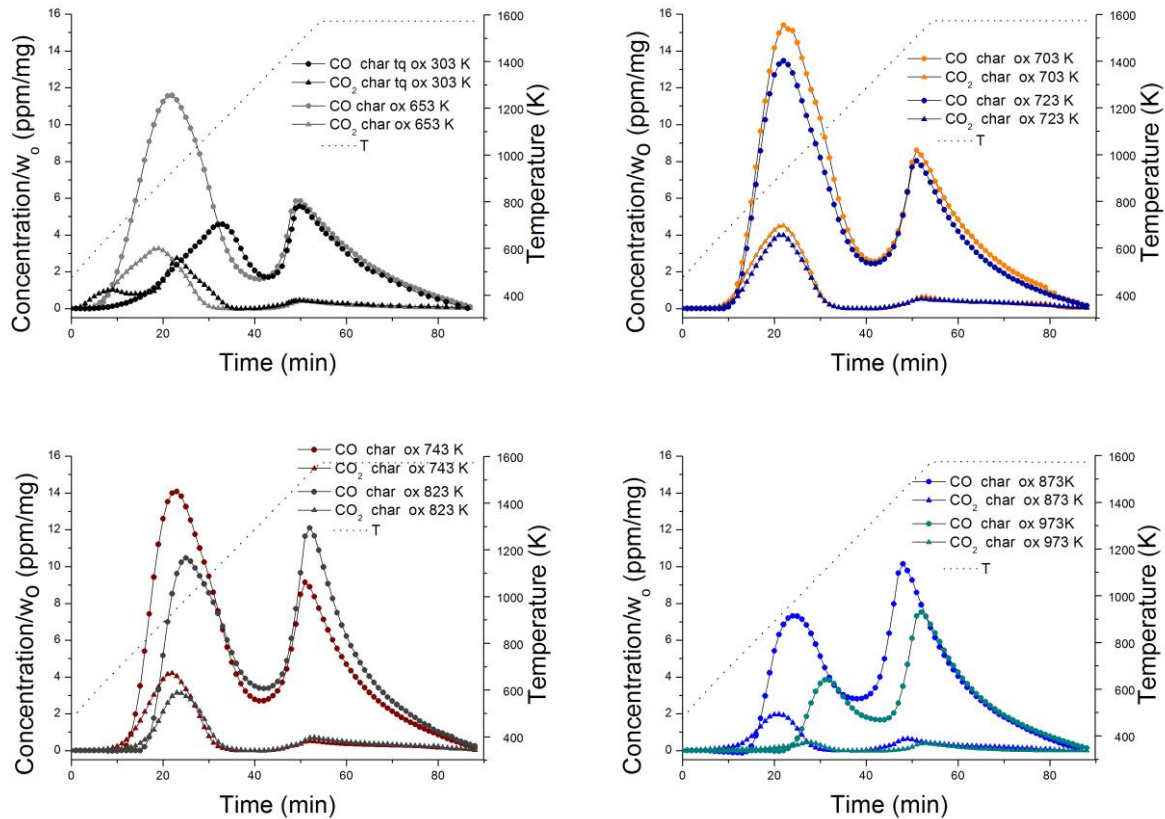 Concentration/wₒ (ppm/mg)
16
14
12
10
8
6
4
2
0
CO char tq ox 303 K
CO₂ char tq ox 303 K
CO char ox 653 K
CO₂ char ox 653 K
T
1600
1400
1200
1000
800
600
400
Temperature (K)
0 20 40 60 80
Time (min)
Concentration/wₒ (ppm/mg)
16
14
12
10
8
6
4
2
0
CO char ox 703 K
CO₂ char ox 703 K
CO char ox 723 K
CO₂ char ox 723 K
T
1600
1400
1200
1000
800
600
400
Temperature (K)
0 20 40 60 80
Time (min)
Concentration/wo (ppm/mg)
16
14
12
10
8
6
4
2
0
CO char ox 743 K
CO₂ char ox 743 K
CO char ox 823 K
CO₂ char ox 823 K
T
1600
1400
1200
1000
800
600
400
Temperature (K)
0 20 40 60 80
Time (min)
Concentration/wₒ (ppm/mg)
16
14
12
10
8
6
4
2
0
CO char ox 873K
CO₂ char ox 873 K
CO char ox 973K
CO₂ char ox 973 K
T
1600
1400
1200
1000
800
600
400
Temperature (K)
0 20 40 60 80
Time (min)